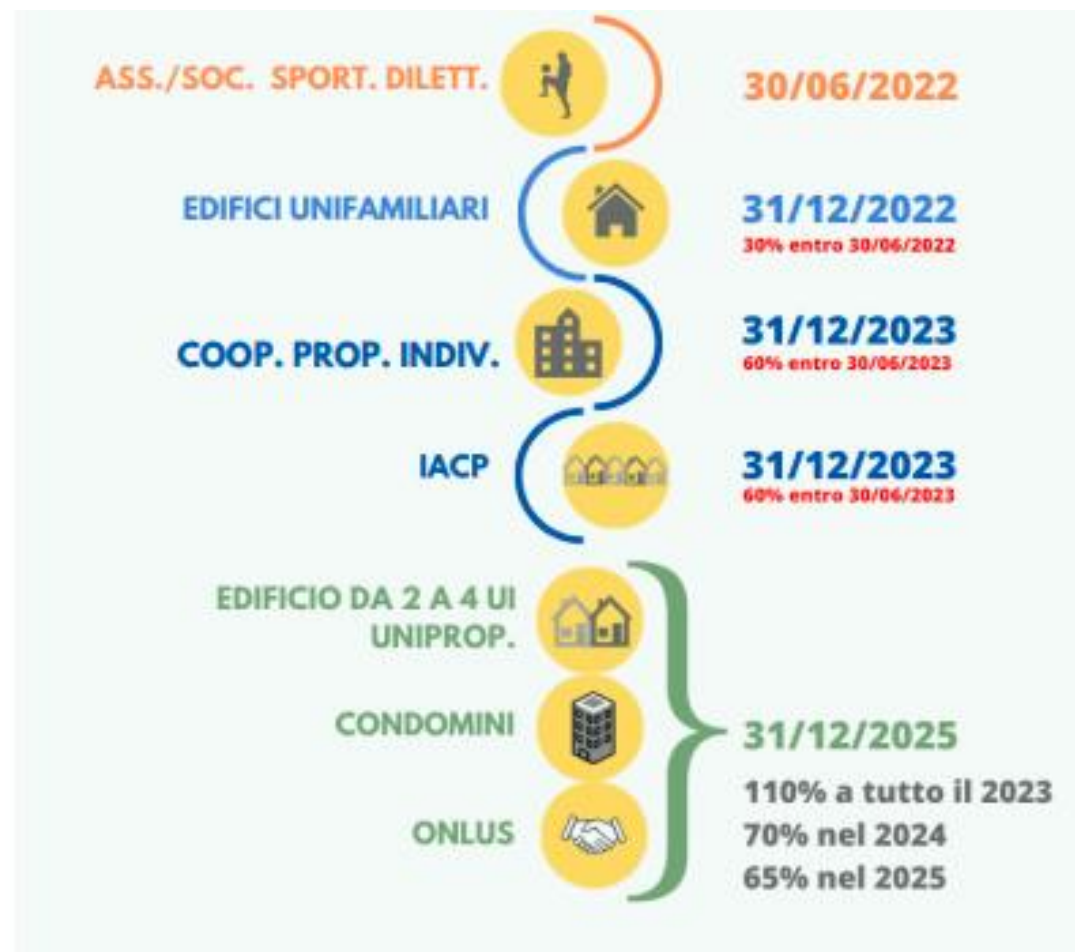 ASS./SOC. SPORT. DILETT.
30/06/2022
EDIFICI UNIFAMILIARI
31/12/2022
30% entro 30/06/2022
COOP. PROP. INDIV.
31/12/2023
60% entro 30/06/2023
IACP
31/12/2023
60% entro 30/06/2023
EDIFICIO DA 2 A 4 UI
UNIPROP.
CONDOMINI
ONLUS
31/12/2025
110% a tutto il 2023
70% nel 2024
65% nel 2025